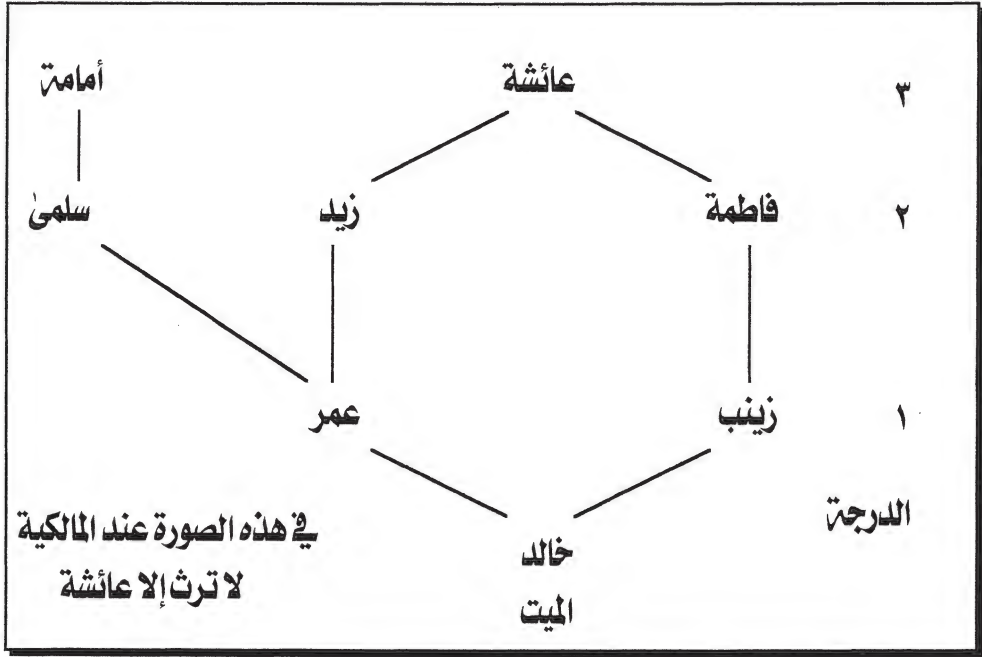 ٣ عائشة أمامة
٢ فاطمة زيد سلمىٰ
١ زينب عمر
الدرجة
خالد
الميت
في هذه الصورة عند المالكية
لا ترث إلا عائشة